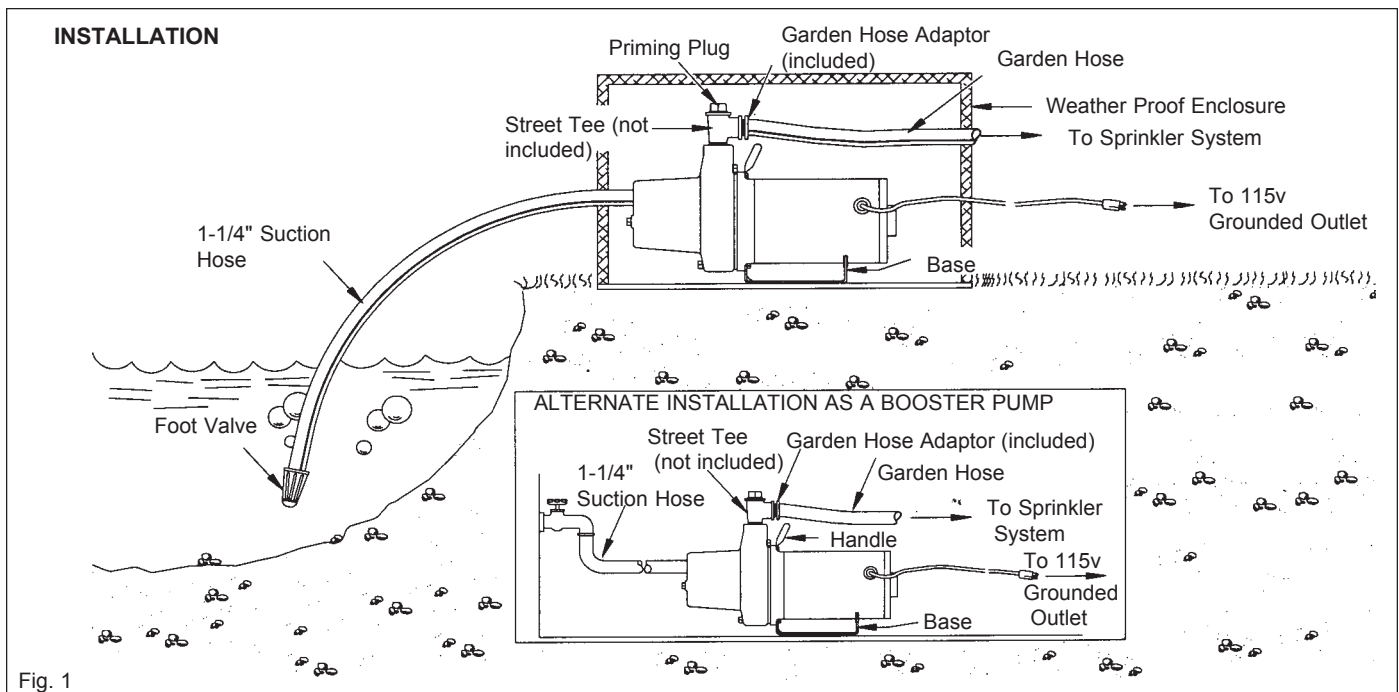 INSTALLATION
Priming Plug
Garden Hose Adaptor
(included)
Garden Hose
Weather Proof Enclosure
Street Tee (not
included)
To Sprinkler System
To 115v
Grounded Outlet
1-1/4" Suction
Hose
Base
Foot Valve
ALTERNATE INSTALLATION AS A BOOSTER PUMP
Street Tee
(not included)
Garden Hose Adaptor (included)
Garden Hose
1-1/4"
Suction Hose
To Sprinkler
System
Handle
To 115v
Grounded
Outlet
Base
Fig. 1